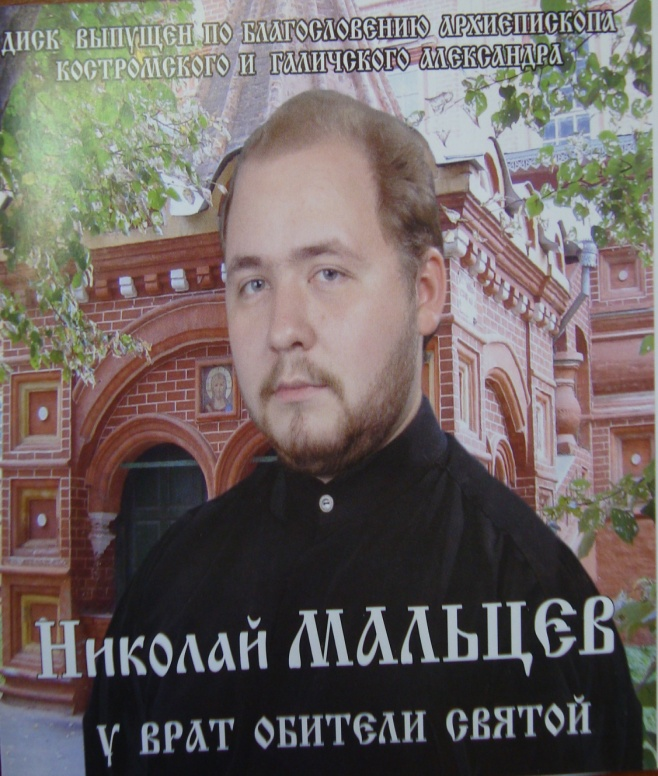 ДИСК ВЫПУЩЕН ПО БЛАГОСЛОВЕНИЮ АРХИЕПИСКОПА
КОСТРОМСКОГО И ГАЛИЧСКОГО АЛЕКСАНДРА
Николай МАЛЬЦЕВ
У ВРАТ ОБИТЕЛИ СВЯТОЙ